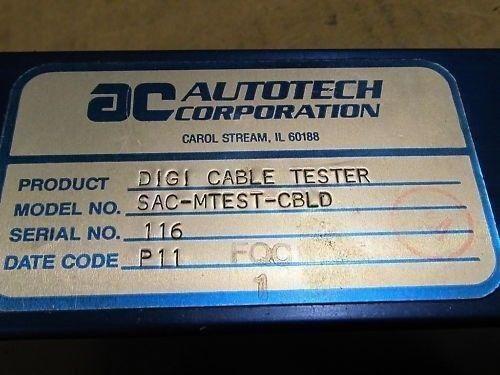 ac AUTOTECH
CORPORATION
CAROL STREAM, IL 60188
PRODUCT DIGI CABLE TESTER
MODEL NO. SAC-MTEST-CBLD
SERIAL NO. 116
DATE CODE P11 FQC
1